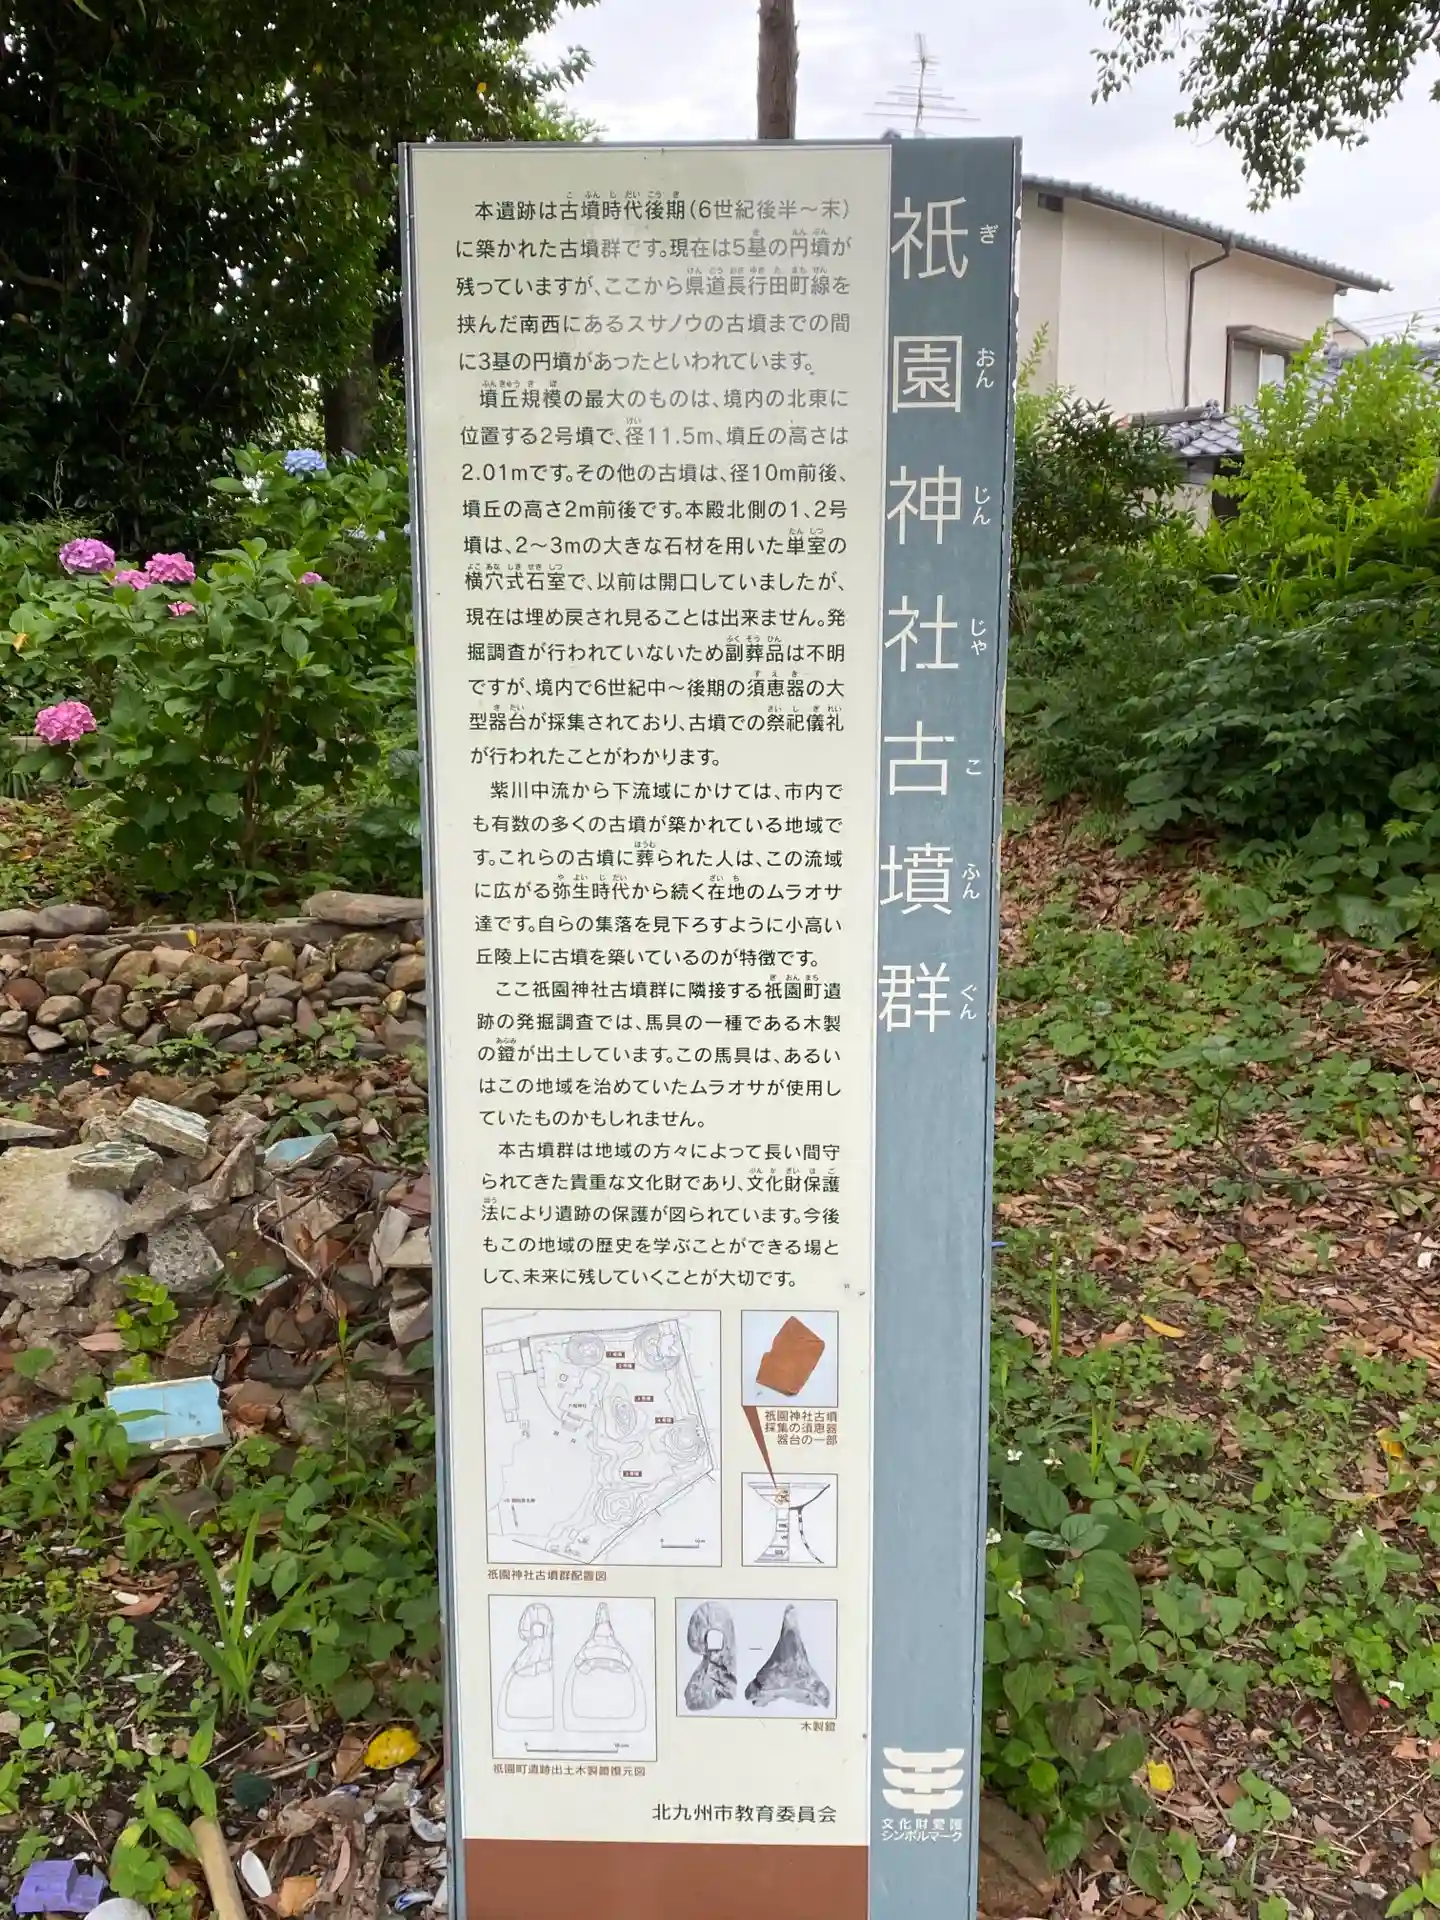 祇園神社古墳群
ぎおんじんじゃこふんぐん
本遺跡は古墳時代後期(6世紀後半～末)
に築かれた古墳群です。現在は5基の円墳が
残っていますが、ここから県道長行田町線を
挟んだ南西にあるスサノウの古墳までの間
に3基の円墳があったといわれています。
墳丘規模の最大のものは、境内の北東に
位置する2号墳で、径11.5m、墳丘の高さは
2.01mです。その他の古墳は、径10m前後、
墳丘の高さ2m前後です。本殿北側の1、2号
墳は、2～3mの大きな石材を用いた単室の
横穴式石室で、以前は開口していましたが、
現在は埋め戻され見ることは出来ません。発
掘調査が行われていないため副葬品は不明
ですが、境内で6世紀中～後期の須恵器の大
型器台が採集されており、古墳での祭祀儀礼
が行われたことがわかります。
紫川中流から下流域にかけては、市内で
も有数の多くの古墳が築かれている地域で
す。これらの古墳に葬られた人は、この流域
に広がる弥生時代から続く在地のムラオサ
達です。自らの集落を見下ろすように小高い
丘陵上に古墳を築いているのが特徴です。
ここ祇園神社古墳群に隣接する祇園町遺
跡の発掘調査では、馬具の一種である木製
の鐙が出土しています。この馬具は、あるい
はこの地域を治めていたムラオサが使用し
ていたものかもしれません。
本古墳群は地域の方々によって長い間守
られてきた貴重な文化財であり、文化財保護
法により遺跡の保護が図られています。今後
もこの地域の歴史を学ぶことができる場と
して、未来に残していくことが大切です。
祇園神社古墳
採集の須恵器
器台の一部
祇園神社古墳群配置図
木製鐙
祇園町遺跡出土木製鐙復元図
北九州市教育委員会
文化財愛護
シンボルマーク